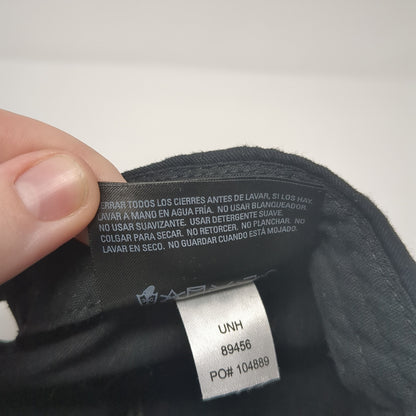 ERRAR TODOS LOS CIERRES ANTES DE LAVAR, SI LOS HAY.
LAVAR A MANO EN AGUA FRÍA. NO USAR BLANQUEADOR.
NO USAR SUAVIZANTE. USAR DETERGENTE SUAVE.
COLGAR PARA SECAR. NO RETORCER. NO PLANCHAR. NO
LAVAR EN SECO. NO GUARDAR CUANDO ESTÁ MOJADO.
UNH
89456
PO# 104889